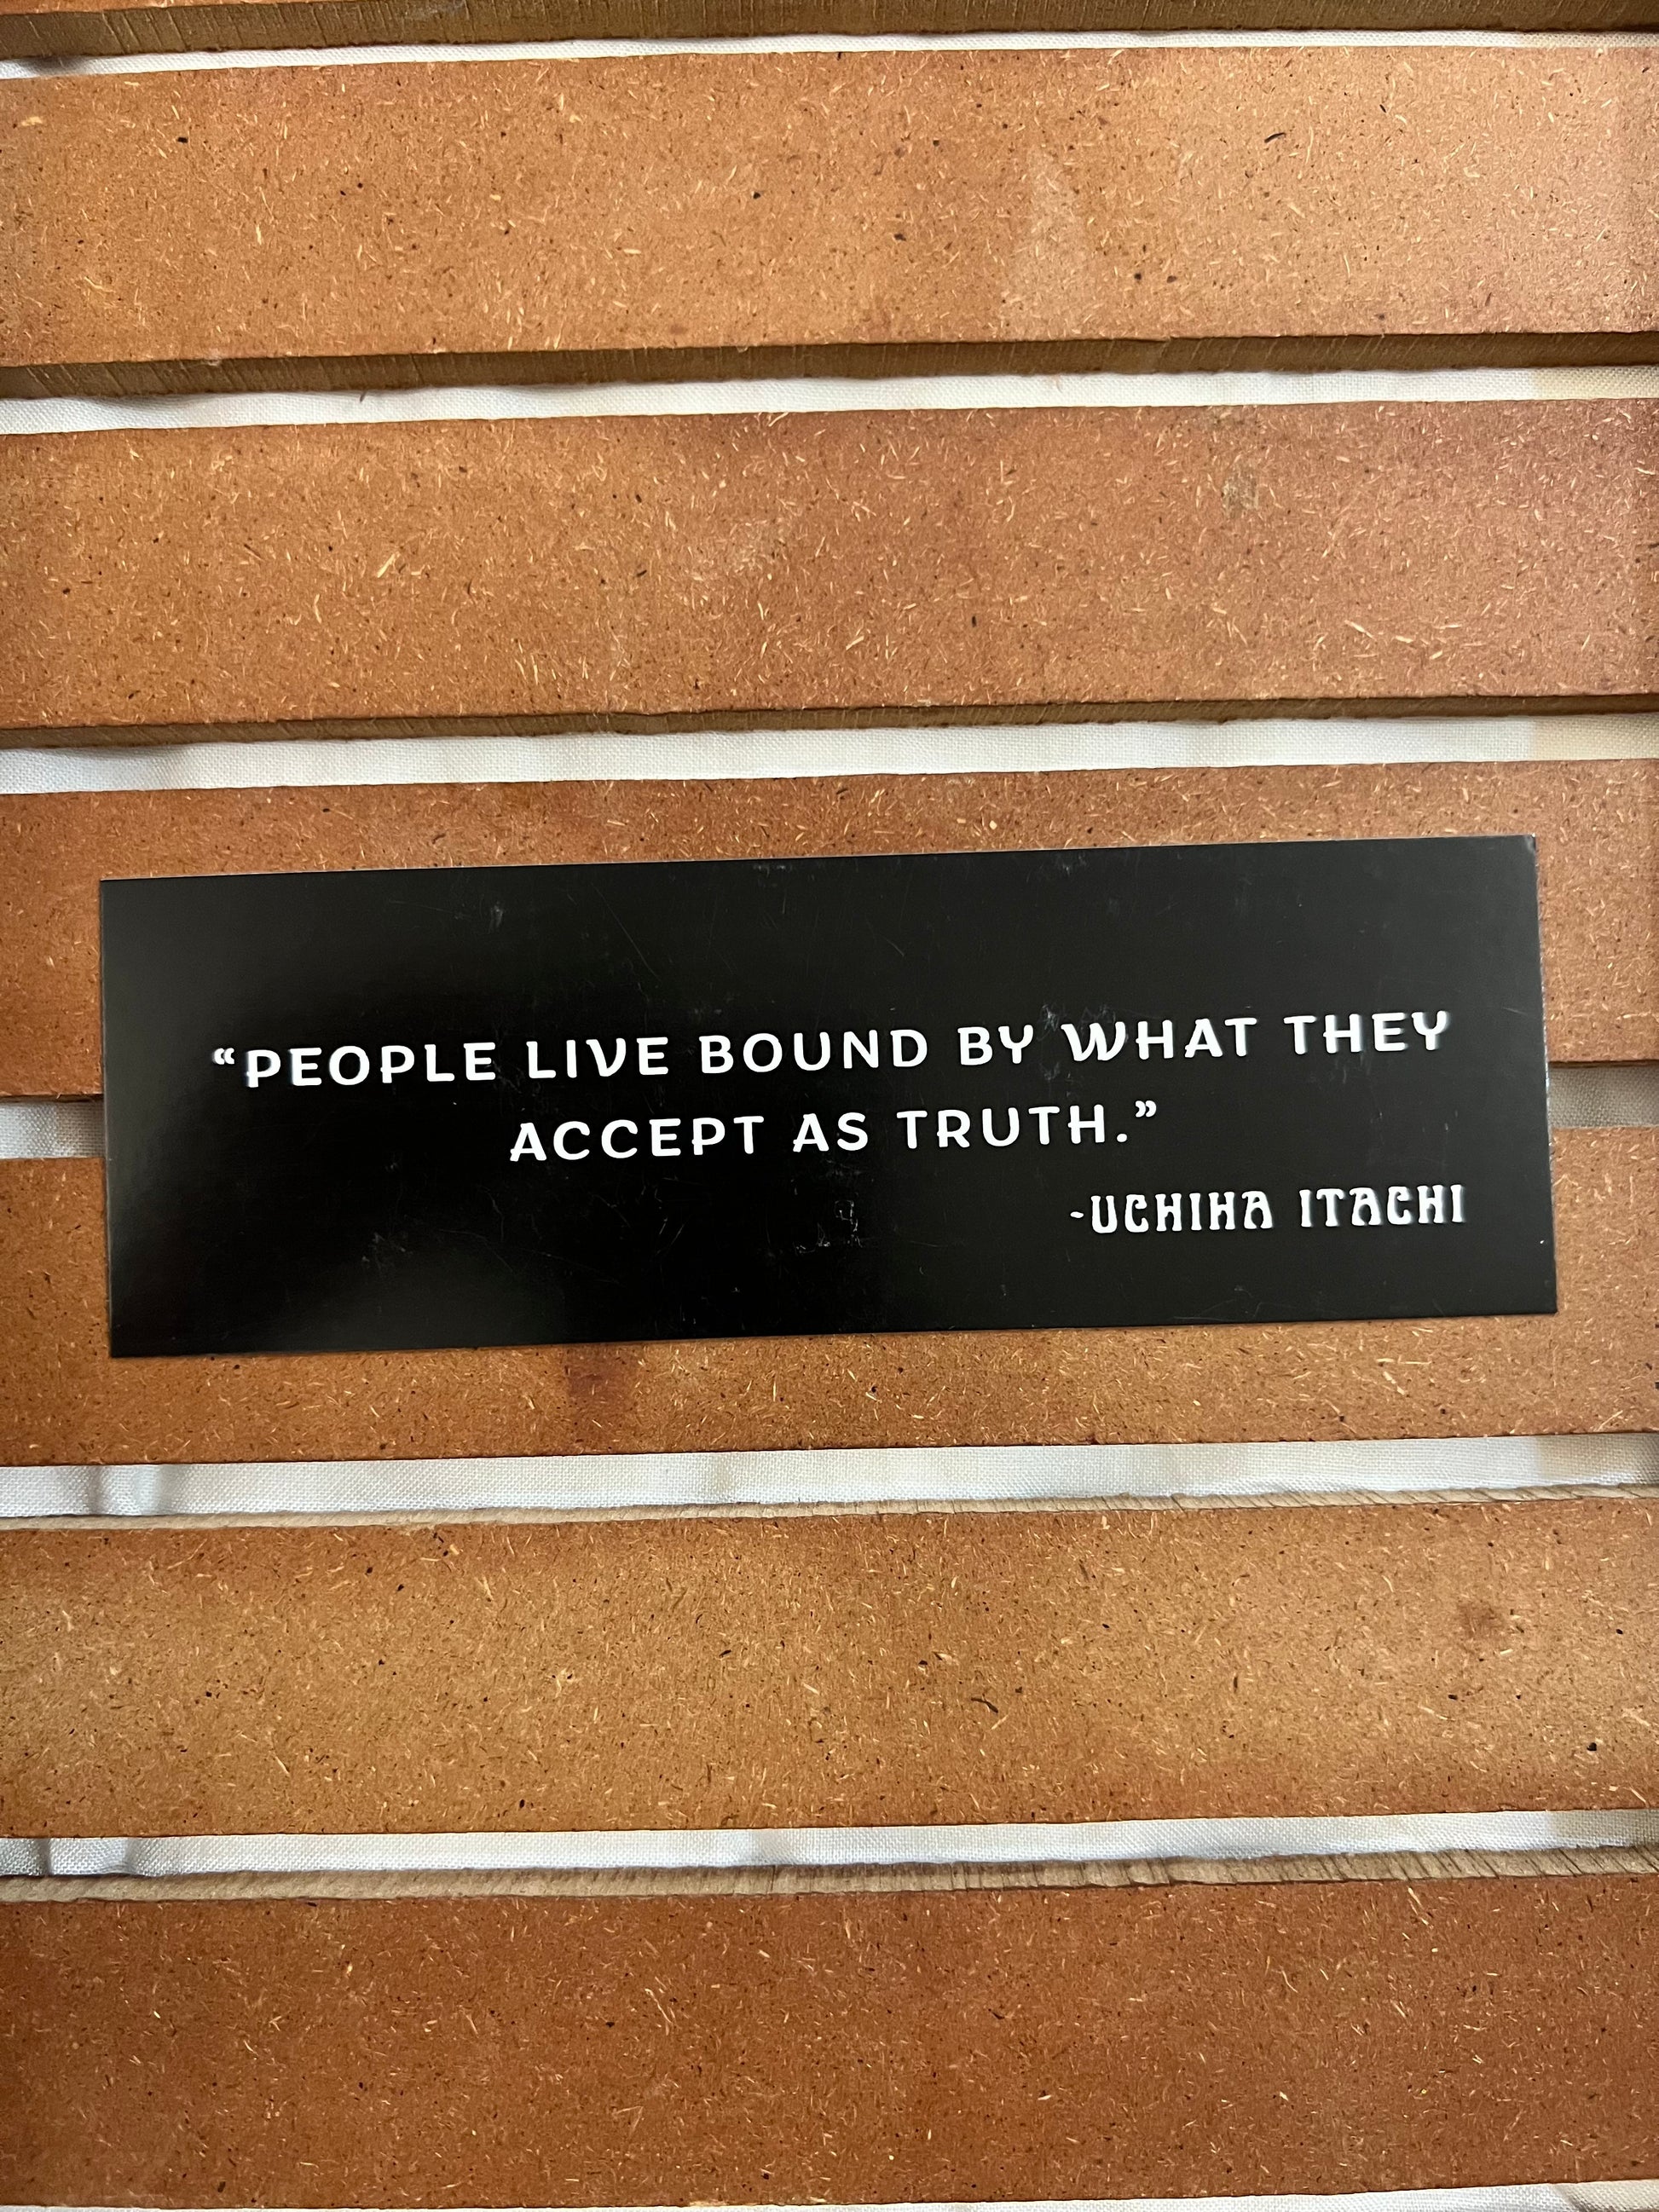 “PEOPLE LIVE BOUND BY WHAT THEY
ACCEPT AS TRUTH.”
-UCHIHA ITACHI